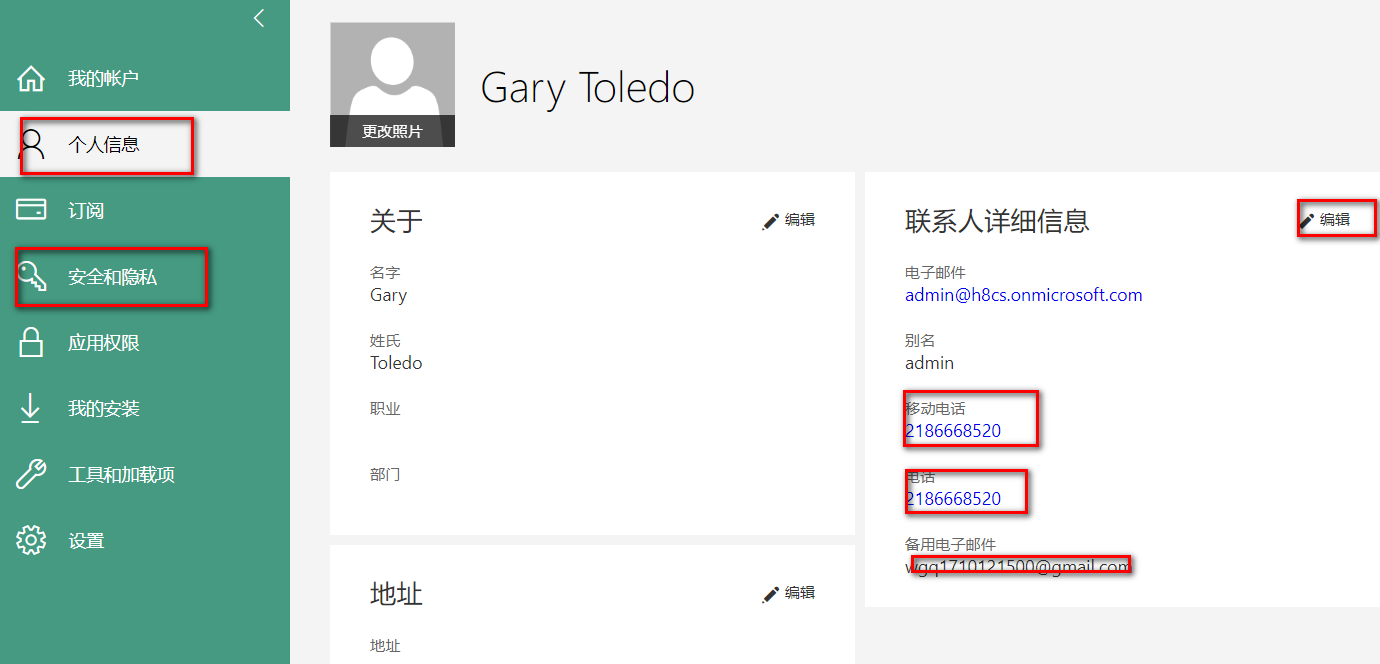 我的帐户
个人信息
订阅
安全和隐私
应用权限
我的安装
工具和加载项
设置
更改照片
Gary Toledo
关于
编辑
名字
Gary
姓氏
Toledo
职业
部门
地址
编辑
地址
联系人详细信息
编辑
电子邮件
admin@h8cs.onmicrosoft.com
别名
admin
移动电话
2186668520
电话
2186668520
备用电子邮件
wgq1710121500@gmail.com